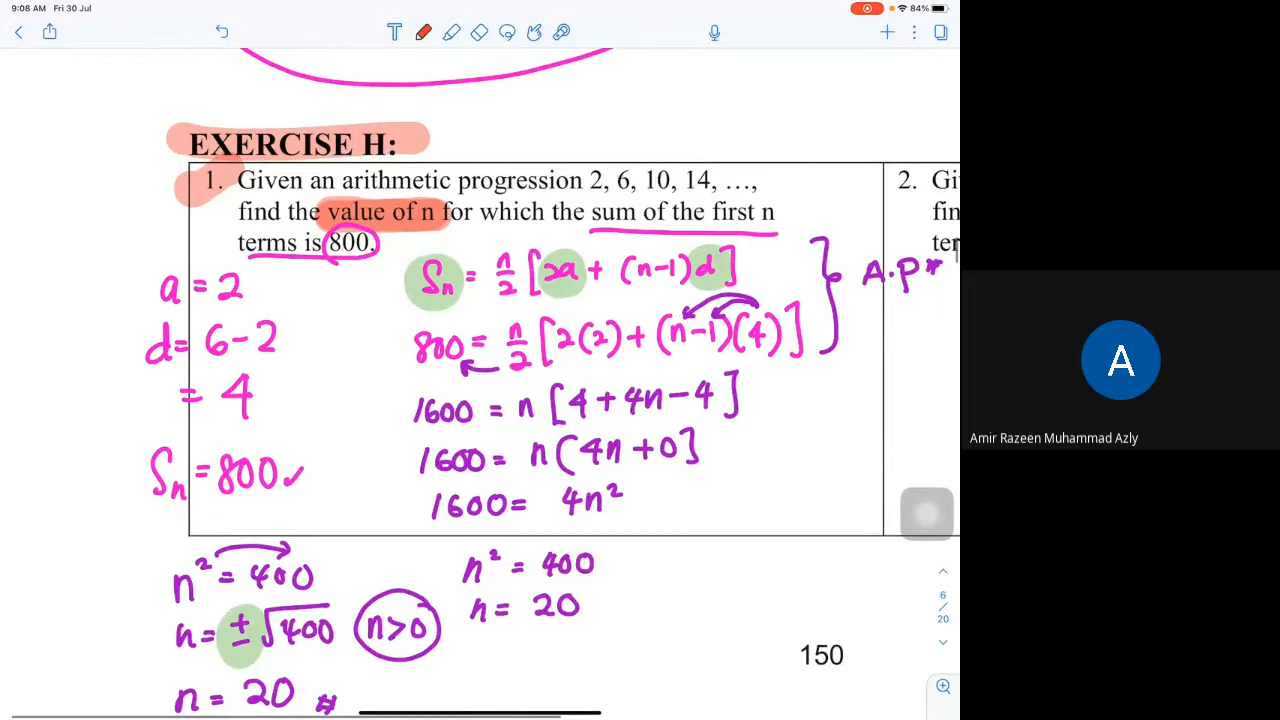 9:08 AM Fri 30 Jul
84%
EXERCISE H:
1. Given an arithmetic progression 2, 6, 10, 14, …,
find the value of n for which the sum of the first n
terms is 800.
2. Gi
fin
ter
a = 2
d = 6 - 2
= 4
Sn = 800 ✓
Sn = n/2 [2a + (n-1)d]
800 = n/2 [2(2) + (n-1)(4)]
A.P*
1600 = n [4 + 4n - 4]
1600 = n (4n + 0]
1600 = 4n²
n² = 400
n = ±√400
n>0
n = 20 #
n² = 400
n = 20
150
6
/
20
A
Amir Razeen Muhammad Azly